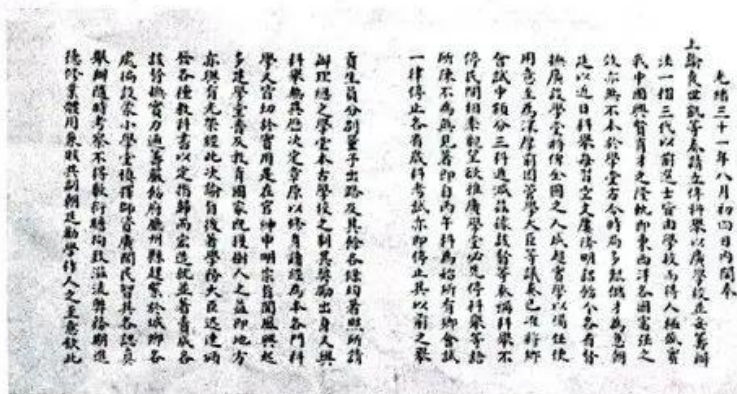 光緒三十一年八月初四日內閣奉
上諭袁世凱等奏請立停科舉以廣學校並妥籌辦
法一摺三代以前選士皆由學校而得人極盛實
我中國興賢育才之隆軌即東西洋各國富強之
效亦無不本於學堂方今時局多艱儲才為急朝
廷以近日科舉每習空文屢降明詔飭令各省督
撫廣設學堂將俾全國之人咸趨實學以備任使
用意至為深厚前因管學大臣等議奏已准將鄉
會試中額分三科遞減茲據該督等奏稱科舉不
停民間相率觀望欲推廣學堂必先停科舉等語
所陳不為無見著即自丙午科為始所有鄉會試
一律停止各省歲科考試亦即停止其以前之舉
貢生員分別量予出路及其餘各條均著照所請
辦理總之學堂本古學校之制其獎勵出身又與
科舉無異歷次定章原以修身讀經為本各門科
學又皆切於實用是在官紳申明宗旨聞風興起
多建學堂普及教育國家既獲樹人之益即地方
亦與有光榮經此次諭旨後著學務大臣迅速頒
發各種教科書以定指歸而宏造就並著責成各
該督撫實力通籌嚴飭府廳州縣趕緊於城鄉各
處徧設蒙小學堂慎擇師資廣開民智其各認真
舉辦隨時考察不得敷衍瞻徇致滋流弊務期進
德修業體用兼賅共副朝廷勸學作人之至意欽此